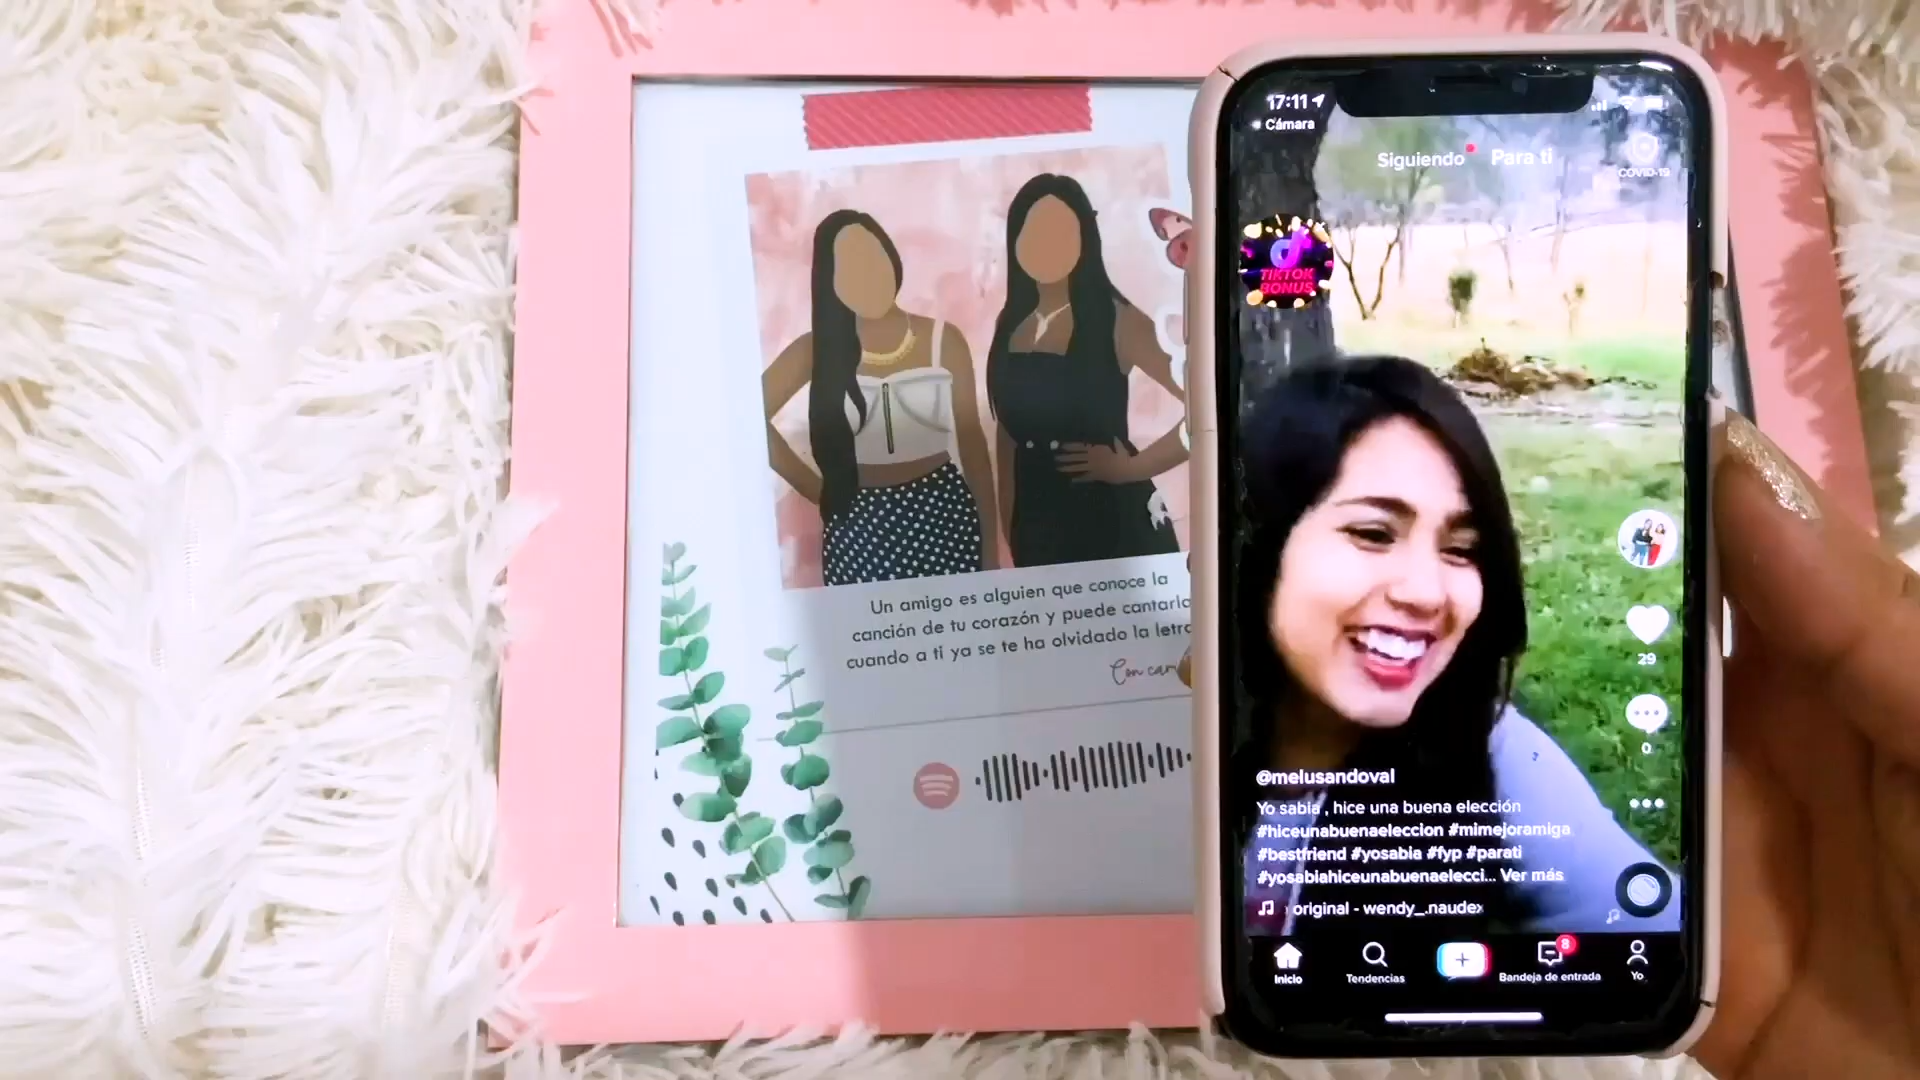 Un amigo es alguien que conoce la
canción de tu corazón y puede cantarla
cuando a ti ya se te ha olvidado la letra
17:11
Cámara
Siguiendo Para ti
COVID-19
TIKTOK
BONUS
29
0
@melusandoval
Yo sabia , hice una buena elección
#hiceunabuenaeleccion #mimejoramiga
#bestfriend #yosabia #fyp #parati
#yosabiahiceunabuenaelecci... Ver más
original - wendy_.naudex
8
Inicio Tendencias Bandeja de entrada Yo